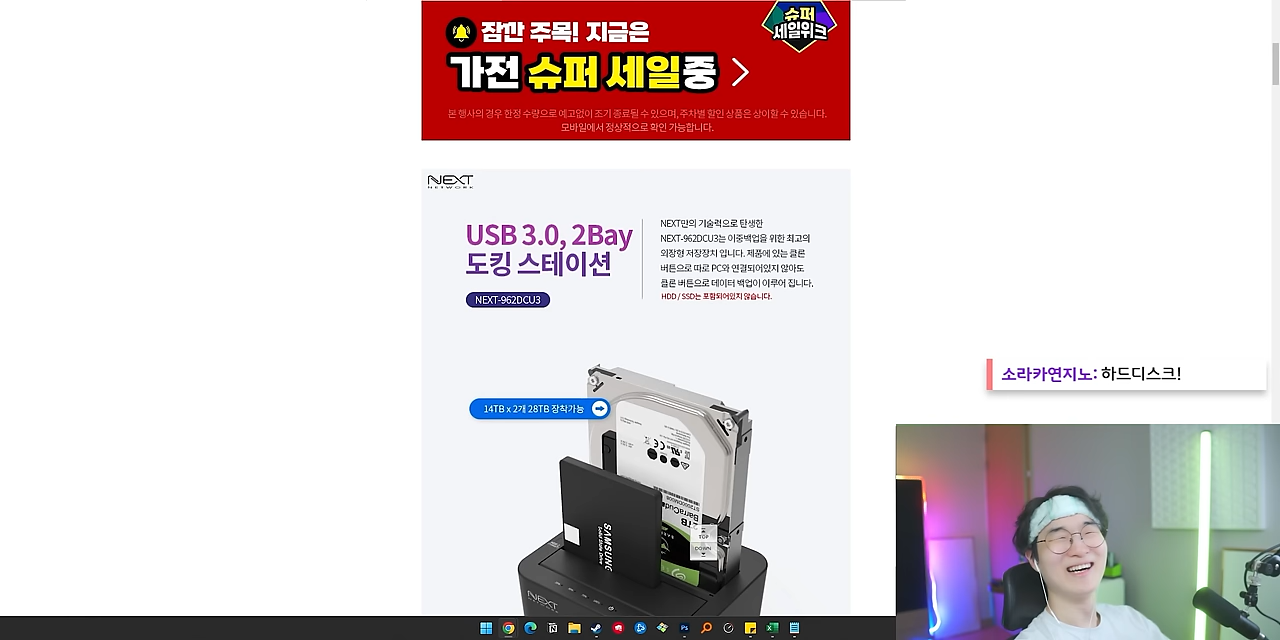 잠깐 주목! 지금은
슈퍼
세일위크
가전 슈퍼 세일중
본 행사의 경우 한정 수량으로 예고없이 조기 종료될 수 있으며, 주차별 할인 상품은 상이할 수 있습니다.
모바일에서 정상적으로 확인 가능합니다.
NEXT
NETWORK
USB 3.0, 2Bay
도킹 스테이션
NEXT-962DCU3
NEXT만의 기술력으로 탄생한
NEXT-962DCU3는 이중백업을 위한 최고의
외장형 저장장치 입니다. 제품에 있는 클론
버튼으로 따로 PC와 연결되어있지 않아도
클론 버튼으로 데이터 백업이 이루어 집니다.
HDD / SSD는 포함되어있지 않습니다.
소라카연지노: 하드디스크!
14TB x 2개 28TB 장착가능
BarraCuda
SAMSUNG
Solid State Drive
TOP
DOWN
NEXT